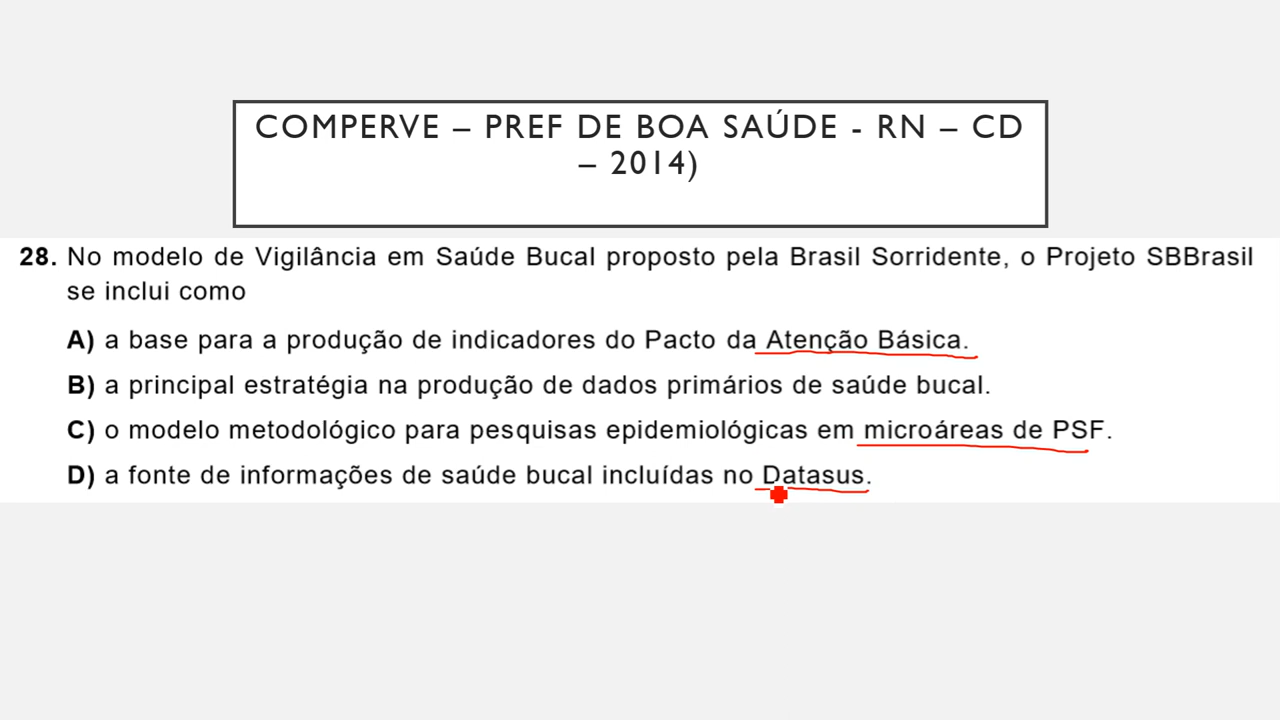 COMPERVE – PREF DE BOA SAÚDE - RN – CD
– 2014)
28. No modelo de Vigilância em Saúde Bucal proposto pela Brasil Sorridente, o Projeto SBBrasil
se inclui como
A) a base para a produção de indicadores do Pacto da Atenção Básica.
B) a principal estratégia na produção de dados primários de saúde bucal.
C) o modelo metodológico para pesquisas epidemiológicas em microáreas de PSF.
D) a fonte de informações de saúde bucal incluídas no Datasus.